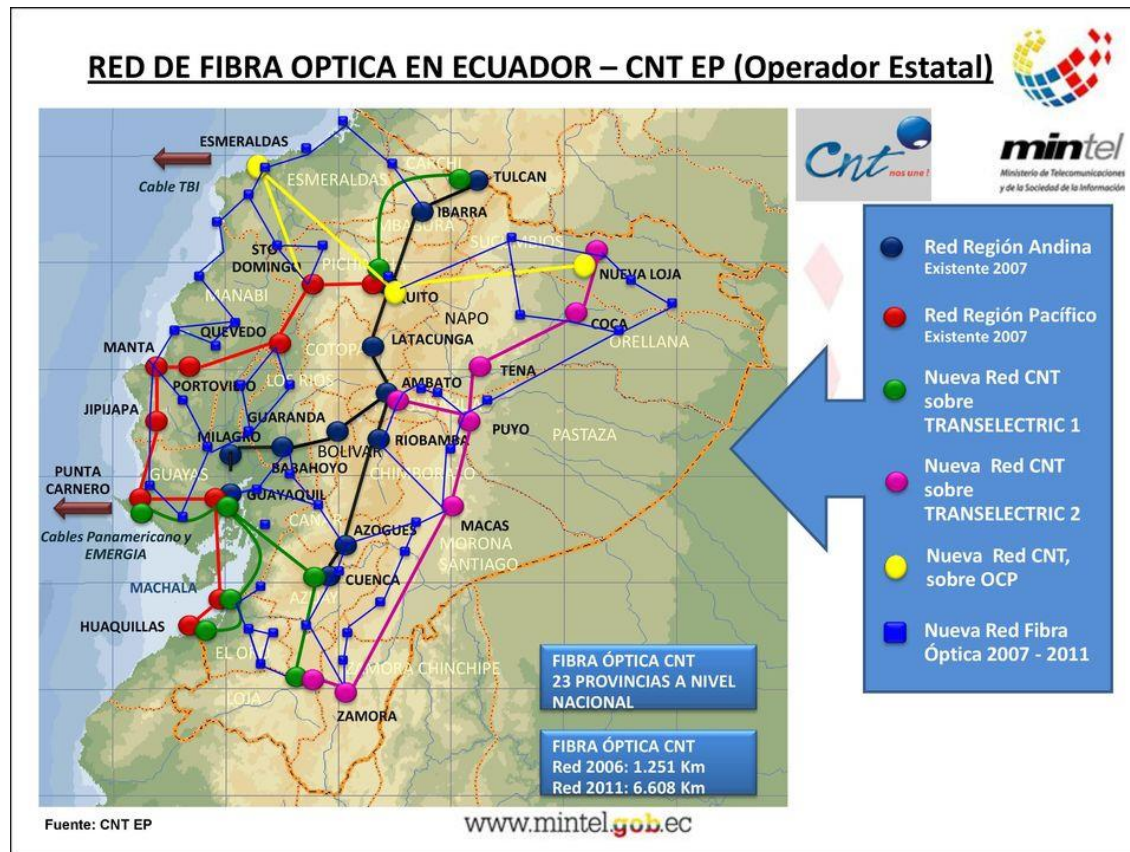 RED DE FIBRA OPTICA EN ECUADOR – CNT EP (Operador Estatal)
Cnt
nos une!
mintel
Ministerio de Telecomunicaciones
y de la Sociedad de la Información
ESMERALDAS
Cable TBI
ESMERALDAS
CARCHI
TULCAN
IBARRA
IMBABURA
SUCUMBIOS
STO
DOMINGO
NUEVA LOJA
MANABI
UITO
NAPO
COCA
QUEVEDO
LATACUNGA
ORELLANA
MANTA
COTOPA
TENA
PORTOVIEJO
LOS RIOS
AMBATO
JIPIJAPA
GUARANDA
PUYO
MILAGRO
RIOBAMBA
PASTAZA
BOLIVAR
BABAHOYO
GUAYAS
CHIMBORAZO
PUNTA
CARNERO
GUAYAQUIL
CAÑAR
MACAS
AZOGUES
Cables Panamericano y
EMERGIA
MORONA
SANTIAGO
MACHALA
CUENCA
AZUAY
HUAQUILLAS
EL ORO
ZAMORA CHINCHIPE
LOJA
ZAMORA
Red Región Andina
Existente 2007
Red Región Pacífico
Existente 2007
Nueva Red CNT
sobre
TRANSELECTRIC 1
Nueva Red CNT
sobre
TRANSELECTRIC 2
Nueva Red CNT,
sobre OCP
Nueva Red Fibra
Óptica 2007 - 2011
FIBRA ÓPTICA CNT
23 PROVINCIAS A NIVEL
NACIONAL
FIBRA ÓPTICA CNT
Red 2006: 1.251 Km
Red 2011: 6.608 Km
Fuente: CNT EP
www.mintel.gob.ec